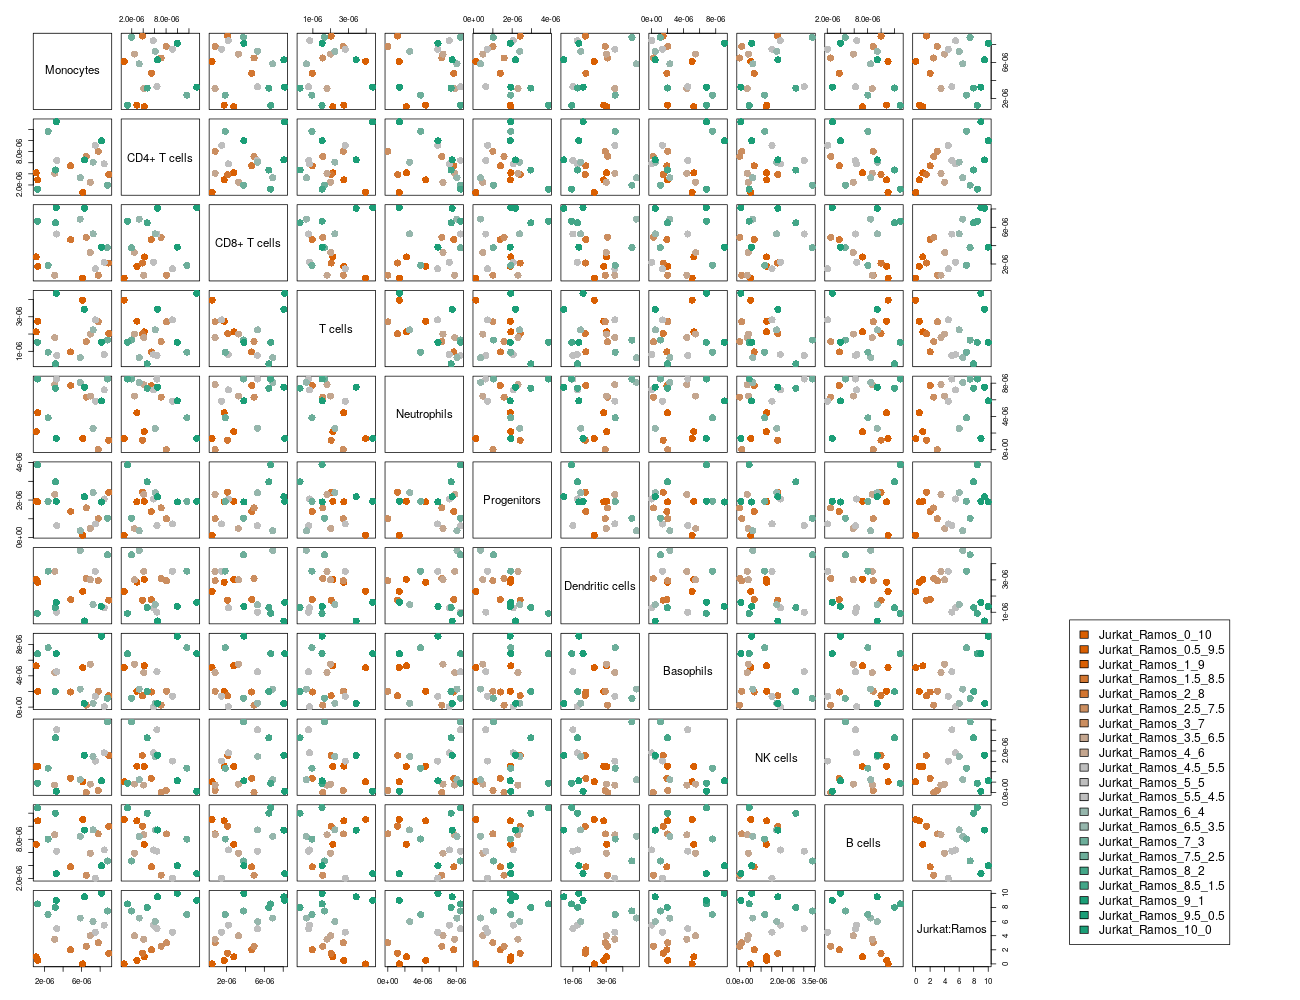 2.0e-06 8.0e-06
1e-06 3e-06
0e+00 2e-06 4e-06
0e+00 4e-06 8e-06
2.0e-06 8.0e-06
Monocytes
2e-06 6e-06
2.0e-06 8.0e-06
CD4+ T cells
CD8+ T cells
2e-06 6e-06
1e-06 3e-06
T cells
Neutrophils
0e+00 4e-06 8e-06
0e+00 2e-06 4e-06
Progenitors
Dendritic cells
1e-06 3e-06
0e+00 4e-06 8e-06
Basophils
NK cells
0.0e+00 2.0e-06
2.0e-06 8.0e-06
B cells
Jurkat:Ramos
0 2 4 6 8 10
2e-06 6e-06
2e-06 6e-06
0e+00 4e-06 8e-06
1e-06 3e-06
0.0e+00 2.0e-06 3.5e-06
0 2 4 6 8 10
Jurkat_Ramos_0_10
Jurkat_Ramos_0.5_9.5
Jurkat_Ramos_1_9
Jurkat_Ramos_1.5_8.5
Jurkat_Ramos_2_8
Jurkat_Ramos_2.5_7.5
Jurkat_Ramos_3_7
Jurkat_Ramos_3.5_6.5
Jurkat_Ramos_4_6
Jurkat_Ramos_4.5_5.5
Jurkat_Ramos_5_5
Jurkat_Ramos_5.5_4.5
Jurkat_Ramos_6_4
Jurkat_Ramos_6.5_3.5
Jurkat_Ramos_7_3
Jurkat_Ramos_7.5_2.5
Jurkat_Ramos_8_2
Jurkat_Ramos_8.5_1.5
Jurkat_Ramos_9_1
Jurkat_Ramos_9.5_0.5
Jurkat_Ramos_10_0